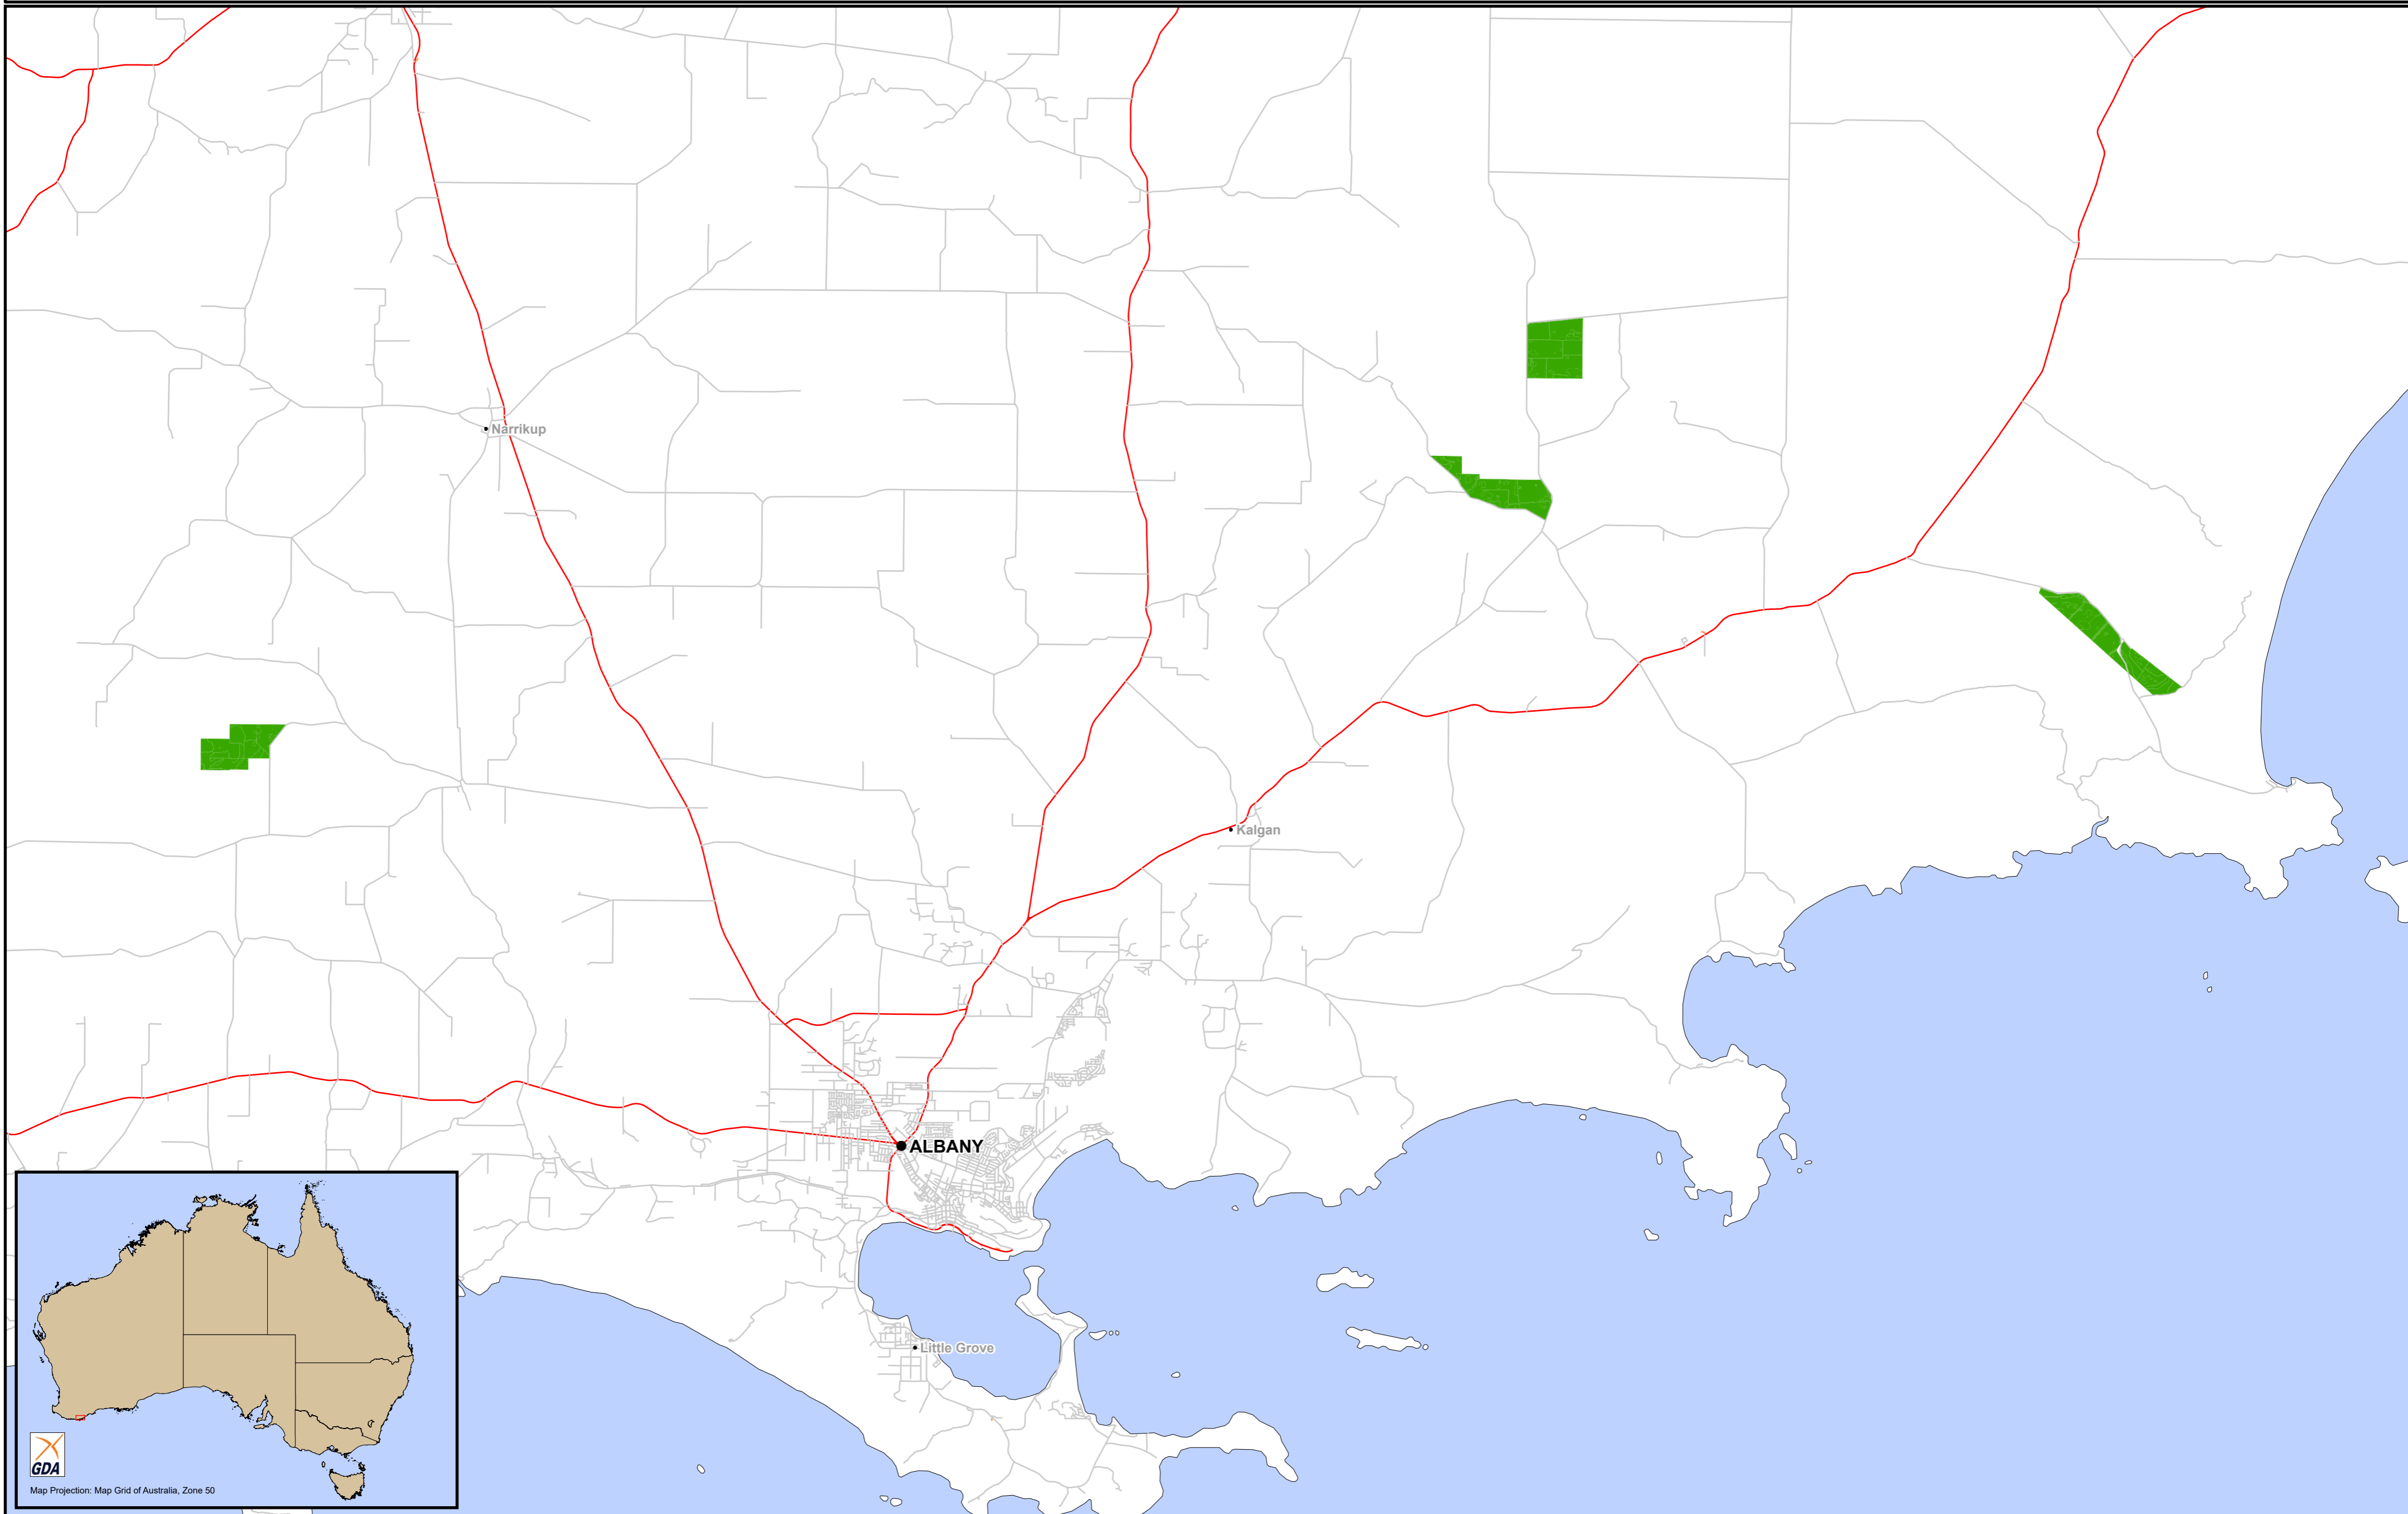 Narrikup
Kalgan
ALBANY
Little Grove
GDA
Map Projection: Map Grid of Australia, Zone 50